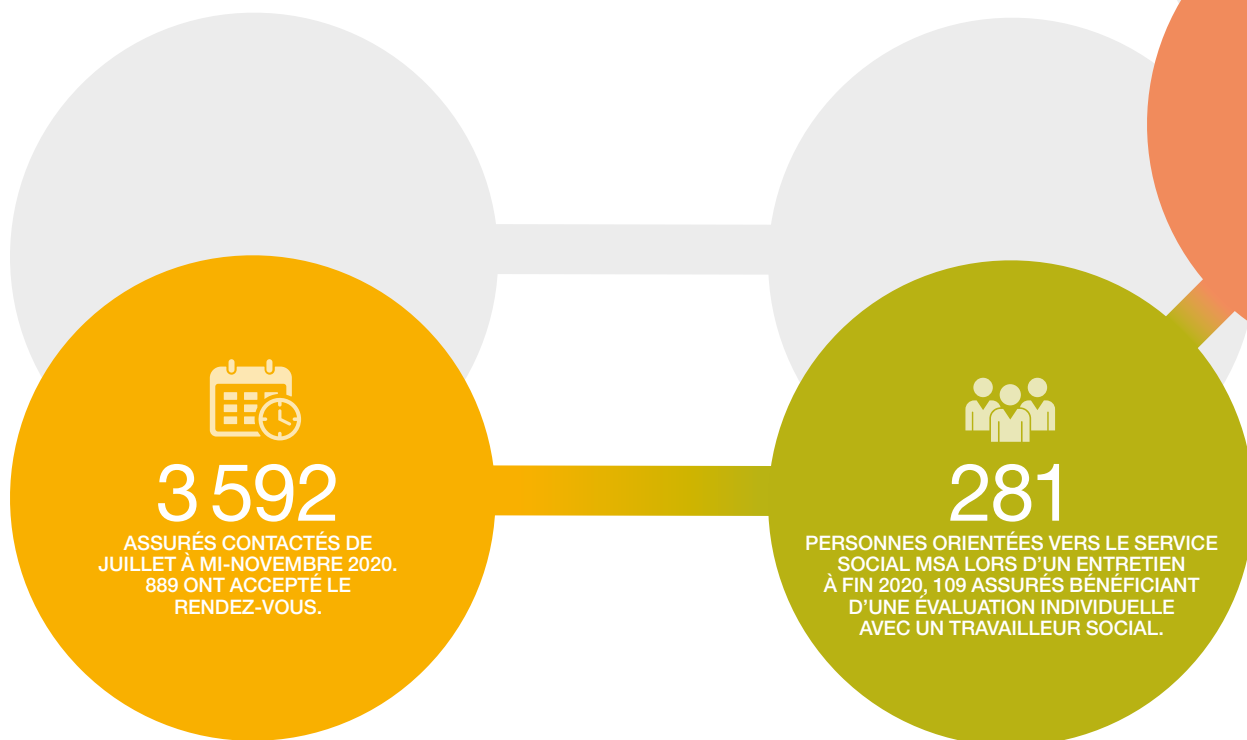 3 592
ASSURÉS CONTACTÉS DE
JUILLET À MI-NOVEMBRE 2020.
889 ONT ACCEPTÉ LE
RENDEZ-VOUS.
281
PERSONNES ORIENTÉES VERS LE SERVICE
SOCIAL MSA LORS D’UN ENTRETIEN
À FIN 2020, 109 ASSURÉS BÉNÉFICIANT
D’UNE ÉVALUATION INDIVIDUELLE
AVEC UN TRAVAILLEUR SOCIAL.